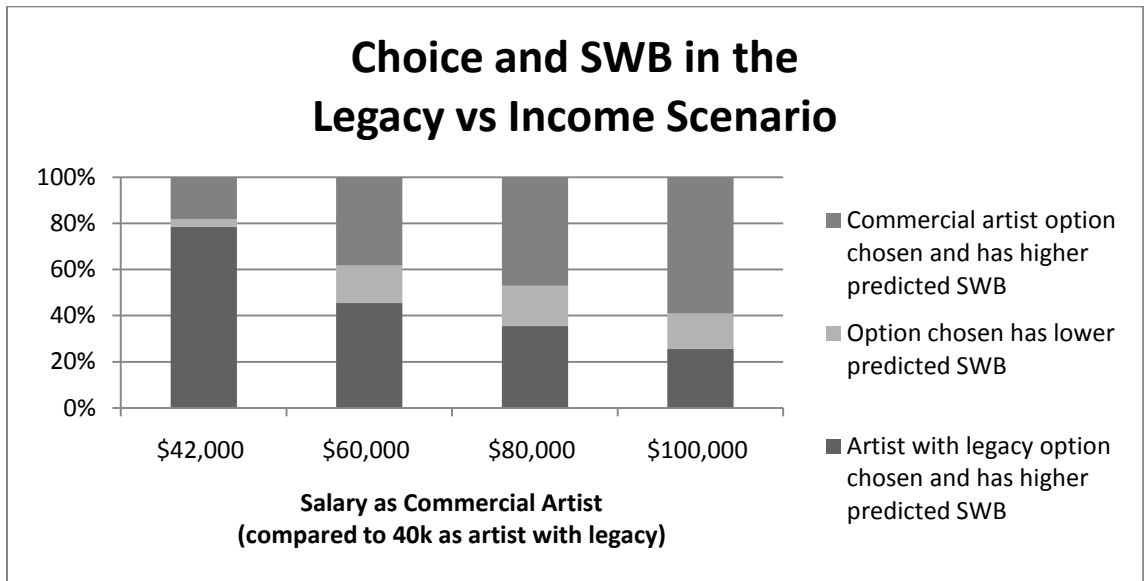 Choice and SWB in the
Legacy vs Income Scenario
100%
80%
60%
40%
20%
0%
$42,000 $60,000 $80,000 $100,000
Salary as Commercial Artist
(compared to 40k as artist with legacy)
Commercial artist option
chosen and has higher
predicted SWB
Option chosen has lower
predicted SWB
Artist with legacy option
chosen and has higher
predicted SWB